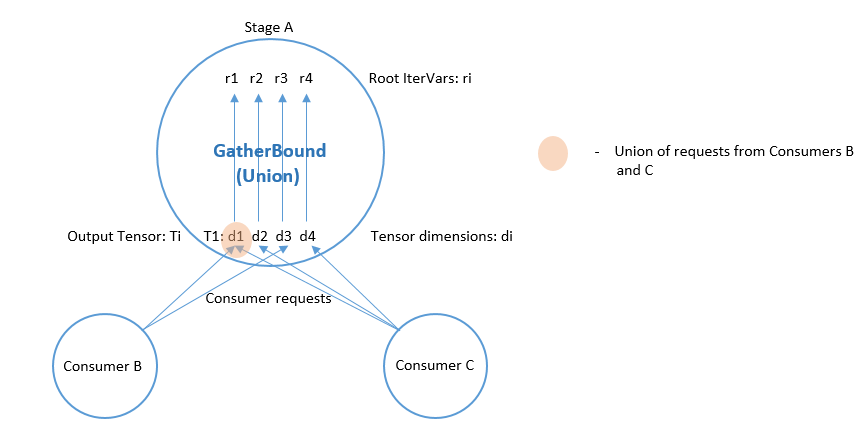 Stage A
r1 r2 r3 r4
Root IterVars: ri
GatherBound
(Union)
- Union of requests from Consumers B
and C
Output Tensor: Ti
T1: d1 d2 d3 d4
Tensor dimensions: di
Consumer requests
Consumer B
Consumer C